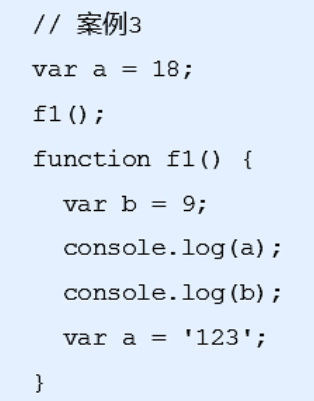 // 案例3
var a = 18;
f1();
function f1() {
  var b = 9;
  console.log(a);
  console.log(b);
  var a = '123';
}